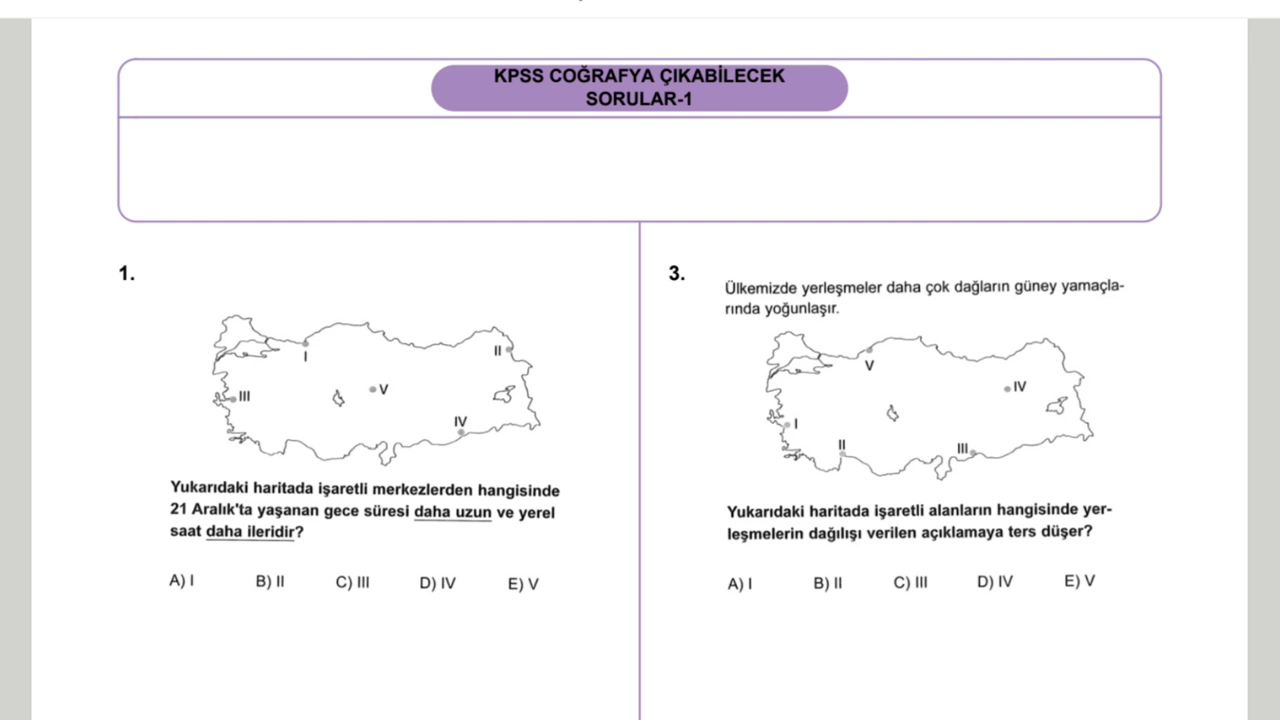 KPSS COĞRAFYA ÇIKABİLECEK
SORULAR-1
1.
I
II
III
V
IV
Yukarıdaki haritada işaretli merkezlerden hangisinde
21 Aralık'ta yaşanan gece süresi daha uzun ve yerel
saat daha ileridir?
A) I B) II C) III D) IV E) V
3.
Ülkemizde yerleşmeler daha çok dağların güney yamaçla-
rında yoğunlaşır.
V
IV
I
II
III
Yukarıdaki haritada işaretli alanların hangisinde yer-
leşmelerin dağılışı verilen açıklamaya ters düşer?
A) I B) II C) III D) IV E) V